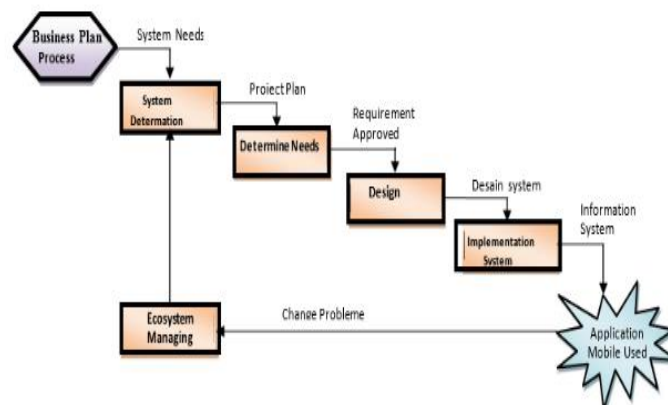 Business Plan
Process
System Needs
System
Determation
Proiect Plan
Determine Needs
Requirement
Approved
Design
Desain system
Implementation
System
Information
System
Application
Mobile Used
Change Probleme
Ecosystem
Managing